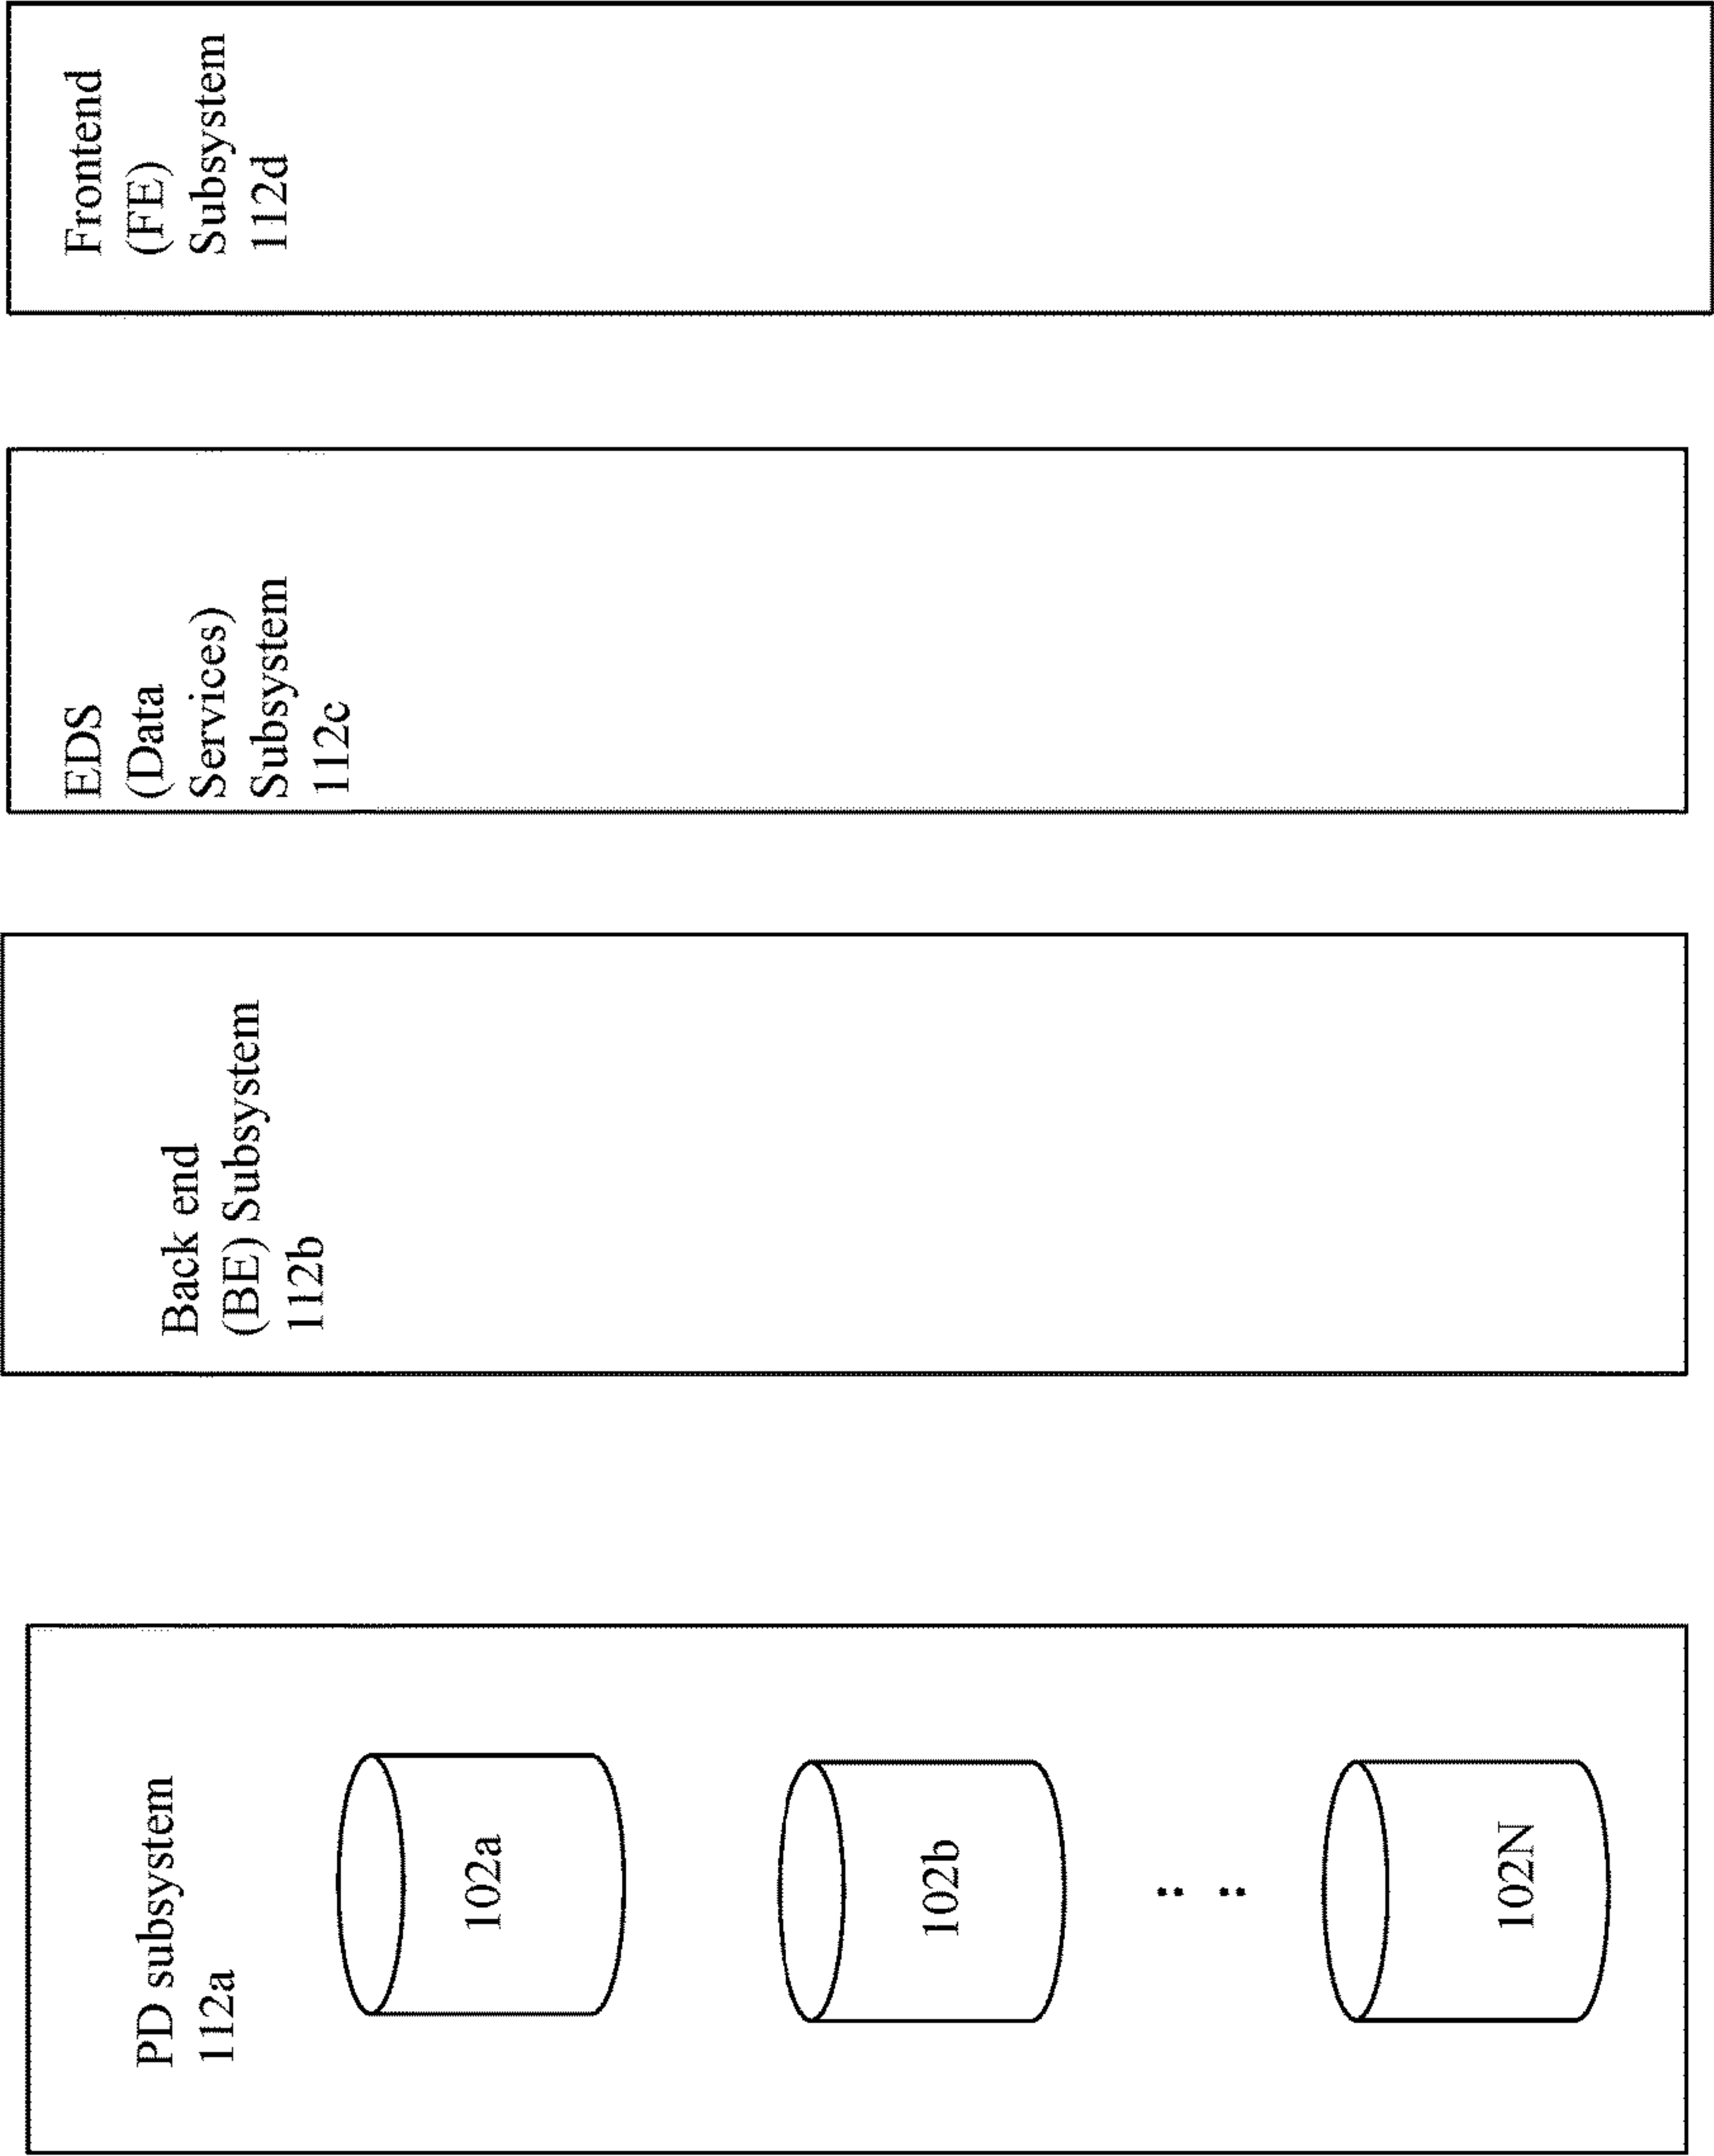 PD subsystem
112a
102a
102b
102N
Back end
(BE) Subsystem
112b
EDS
(Data
Services)
Subsystem
112c
Frontend
(FE)
Subsystem
112d